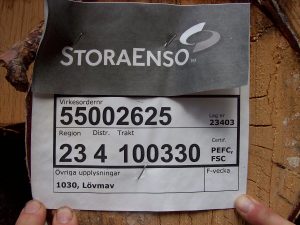 STORAENSO
Virkesordernr
55002625
Lag nr
23403
Region Distr. Trakt
23 4 100330
Certif.
PEFC,
FSC
Övriga upplysningar
F-vecka
1030, Lövmav